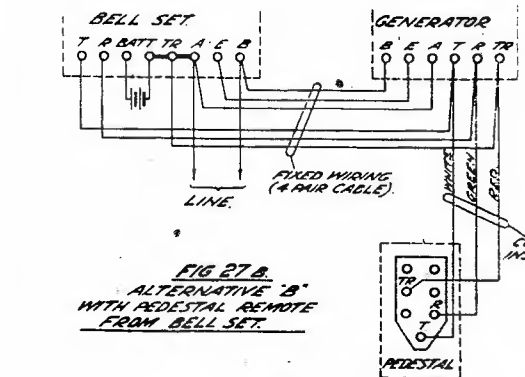 BELL SET.
GENERATOR
T R BATT TR A E B
B E A T R TR
FIXED WIRING
(4 PAIR CABLE).
LINE.
WHITE
GREEN
RED.
INS
FIG 27 B.
ALTERNATIVE "B"
WITH PEDESTAL REMOTE
FROM BELL SET.
TR
R
T
PEDESTAL